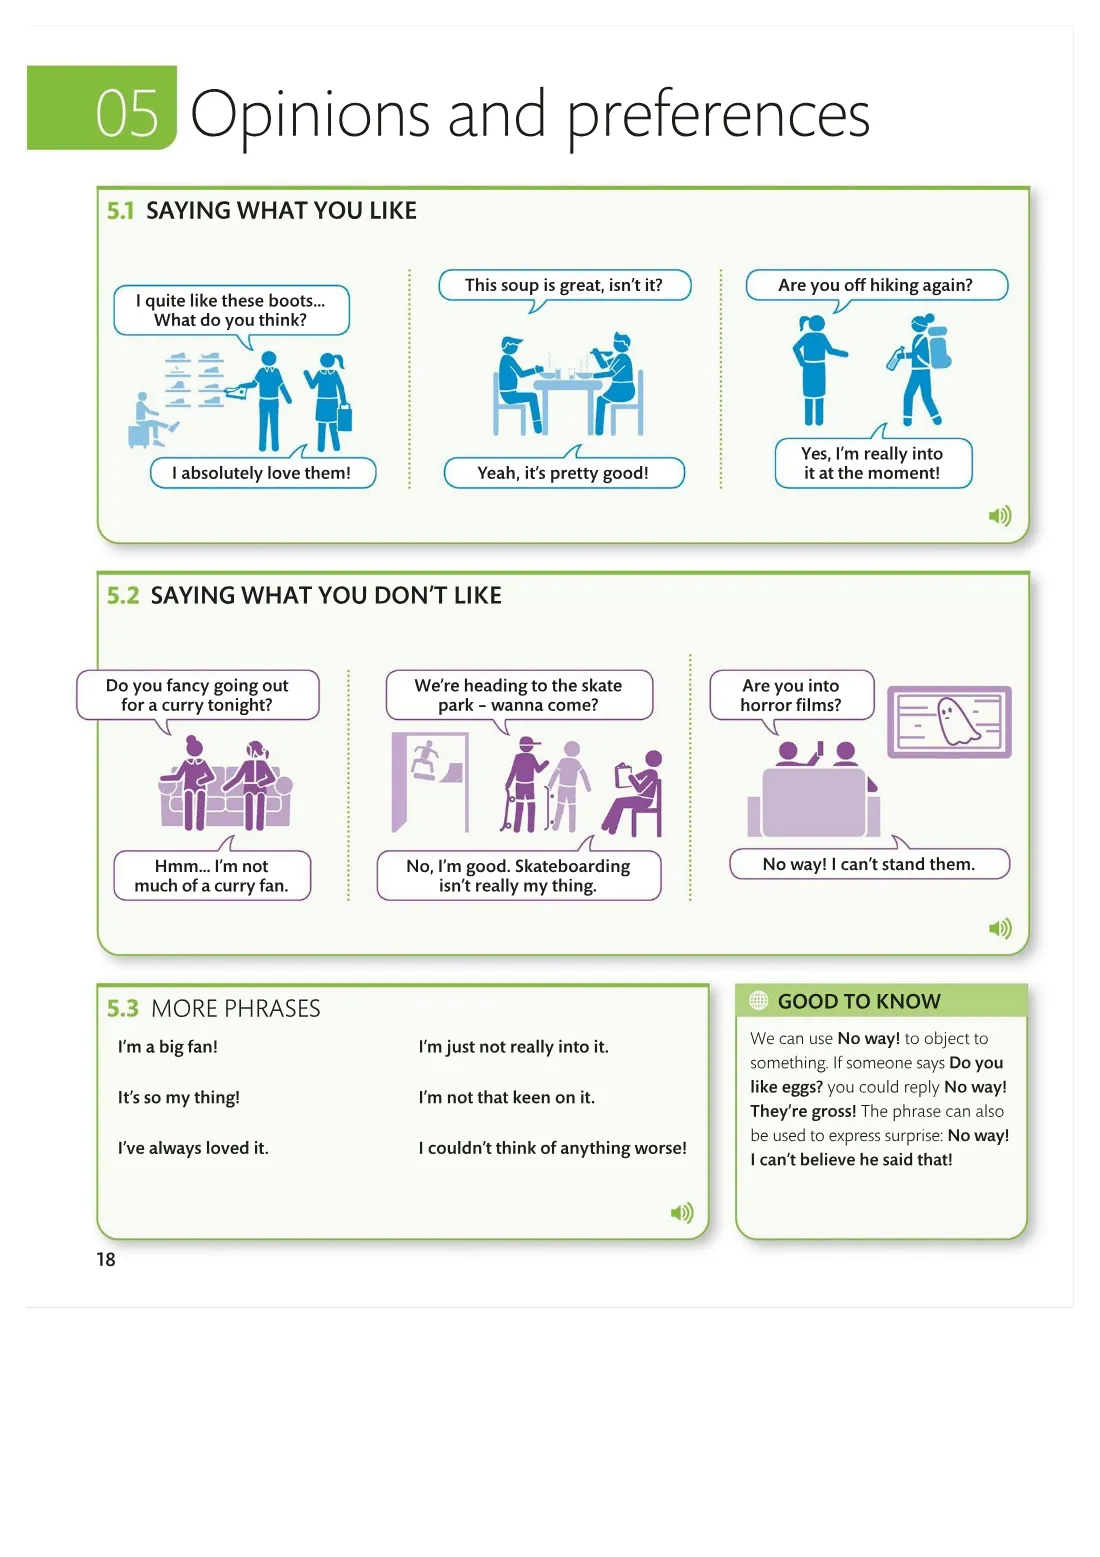 05 Opinions and preferences
5.1 SAYING WHAT YOU LIKE
I quite like these boots...
What do you think?
I absolutely love them!
This soup is great, isn't it?
Yeah, it's pretty good!
Are you off hiking again?
Yes, I'm really into
it at the moment!
5.2 SAYING WHAT YOU DON'T LIKE
Do you fancy going out
for a curry tonight?
Hmm... I'm not
much of a curry fan.
We're heading to the skate
park – wanna come?
No, I'm good. Skateboarding
isn't really my thing.
Are you into
horror films?
No way! I can't stand them.
5.3 MORE PHRASES
I'm a big fan!
It's so my thing!
I've always loved it.
I'm just not really into it.
I'm not that keen on it.
I couldn't think of anything worse!
GOOD TO KNOW
We can use No way! to object to
something. If someone says Do you
like eggs? you could reply No way!
They're gross! The phrase can also
be used to express surprise: No way!
I can't believe he said that!
18